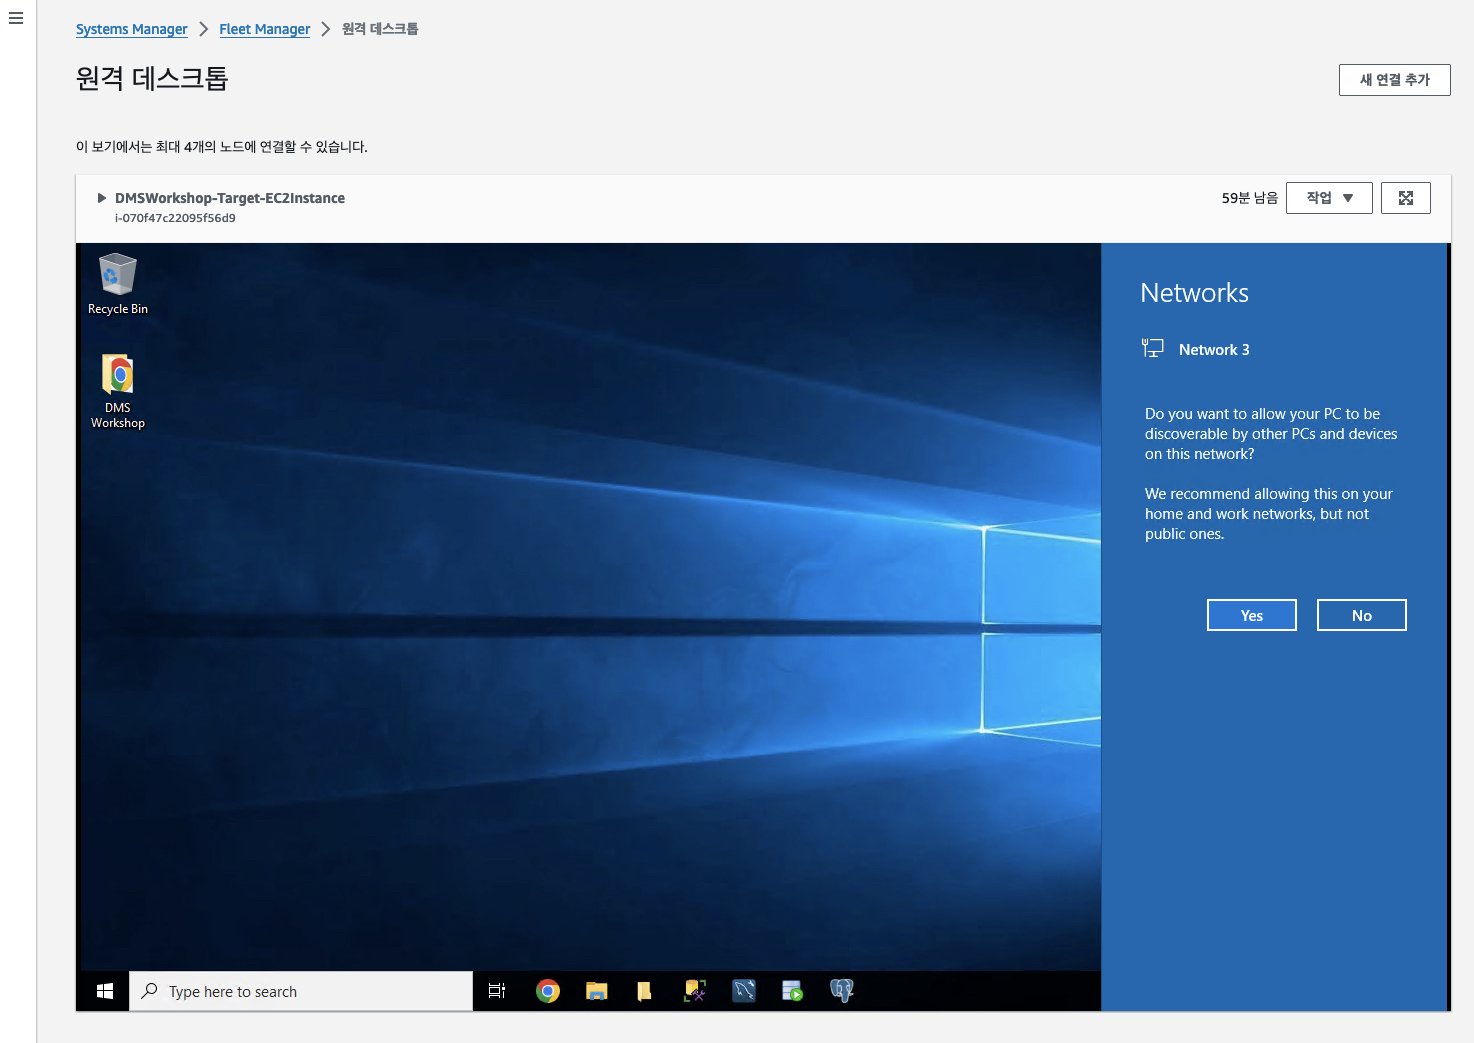 Systems Manager > Fleet Manager > 원격 데스크톱
원격 데스크톱
새 연결 추가
이 보기에서는 최대 4개의 노드에 연결할 수 있습니다.
DMSWorkshop-Target-EC2Instance
i-070f47c22095f56d9
59분 남음
작업
Recycle Bin
DMS
Workshop
Networks
Network 3
Do you want to allow your PC to be
discoverable by other PCs and devices
on this network?
We recommend allowing this on your
home and work networks, but not
public ones.
Yes
No
Type here to search